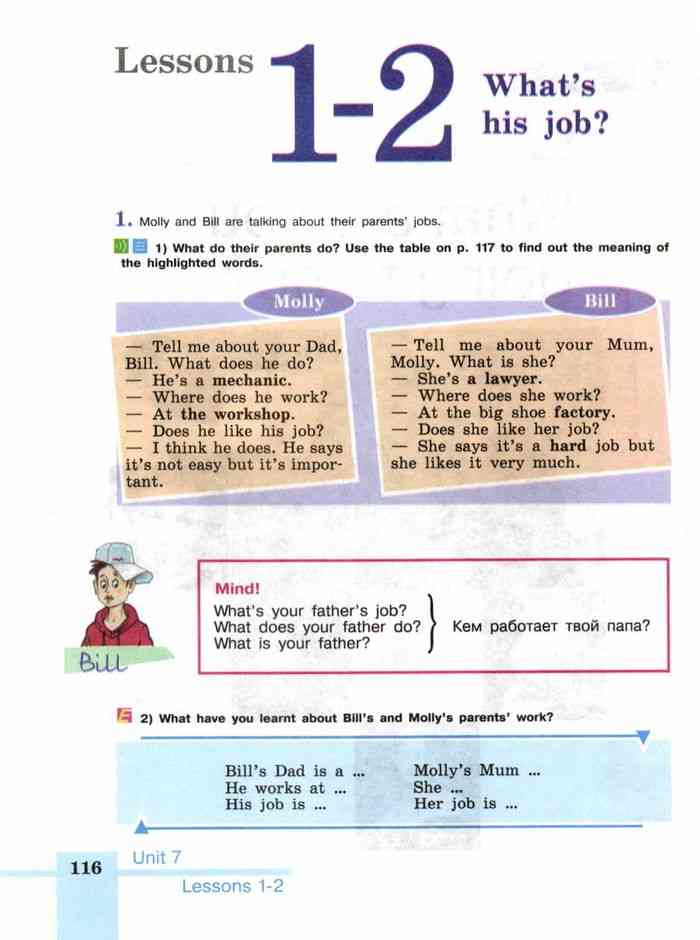 Lessons
1-2
What's
his job?
1. Molly and Bill are talking about their parents' jobs.
1) What do their parents do? Use the table on p. 117 to find out the meaning of
the highlighted words.
Molly
— Tell me about your Dad,
Bill. What does he do?
— He's a mechanic.
— Where does he work?
— At the workshop.
— Does he like his job?
— I think he does. He says
it's not easy but it's impor-
tant.
Bill
— Tell me about your Mum,
Molly. What is she?
— She's a lawyer.
— Where does she work?
— At the big shoe factory.
— Does she like her job?
— She says it's a hard job but
she likes it very much.
Bill
Mind!
What's your father's job?
What does your father do?
What is your father?
Кем работает твой папа?
E 2) What have you learnt about Bill's and Molly's parents' work?
Bill's Dad is a ...
He works at ...
His job is ...
Molly's Mum ...
She ...
Her job is ...
116
Unit 7
Lessons 1-2